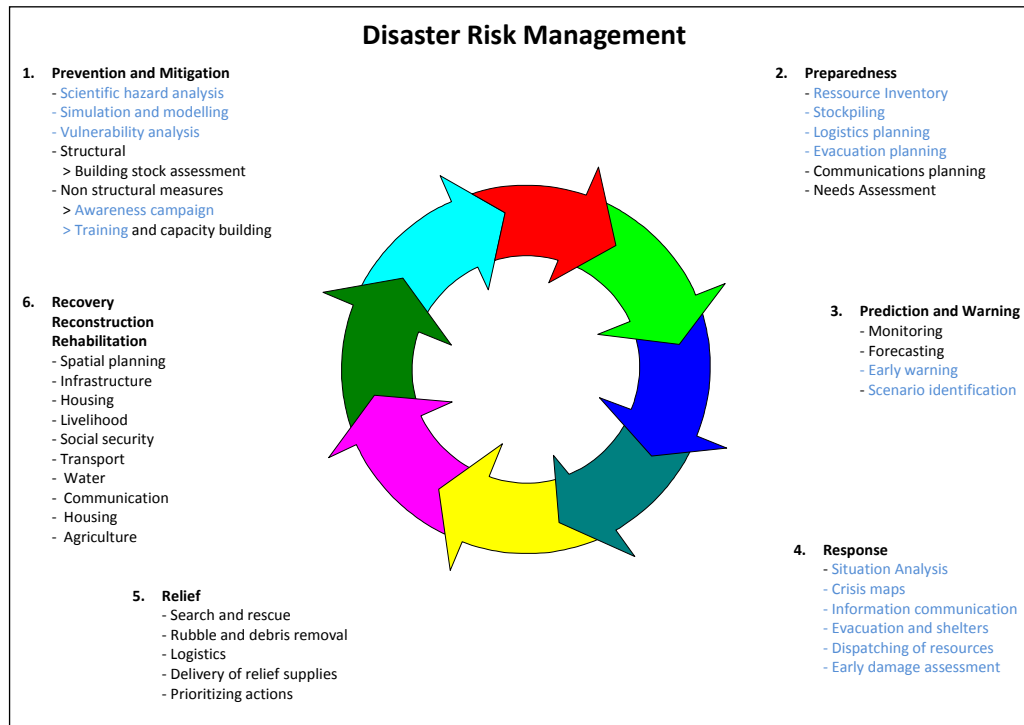 Disaster Risk Management
1. Prevention and Mitigation
- Scientific hazard analysis
- Simulation and modelling
- Vulnerability analysis
- Structural
> Building stock assessment
- Non structural measures
> Awareness campaign
> Training and capacity building
2. Preparedness
- Ressource Inventory
- Stockpiling
- Logistics planning
- Evacuation planning
- Communications planning
- Needs Assessment
3. Prediction and Warning
- Monitoring
- Forecasting
- Early warning
- Scenario identification
4. Response
- Situation Analysis
- Crisis maps
- Information communication
- Evacuation and shelters
- Dispatching of resources
- Early damage assessment
5. Relief
- Search and rescue
- Rubble and debris removal
- Logistics
- Delivery of relief supplies
- Prioritizing actions
6. Recovery
Reconstruction
Rehabilitation
- Spatial planning
- Infrastructure
- Housing
- Livelihood
- Social security
- Transport
- Water
- Communication
- Housing
- Agriculture